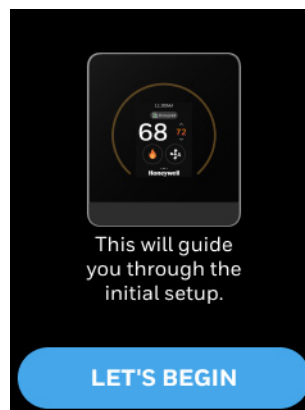 68
72
Honeywell
This will guide
you through the
initial setup.
LET'S BEGIN